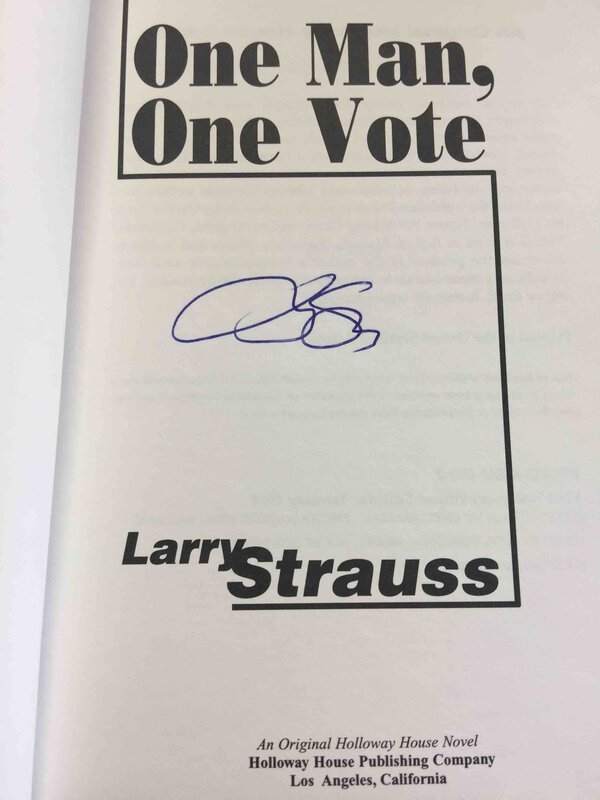 One Man,
One Vote
Larry
Strauss
An Original Holloway House Novel
Holloway House Publishing Company
Los Angeles, California